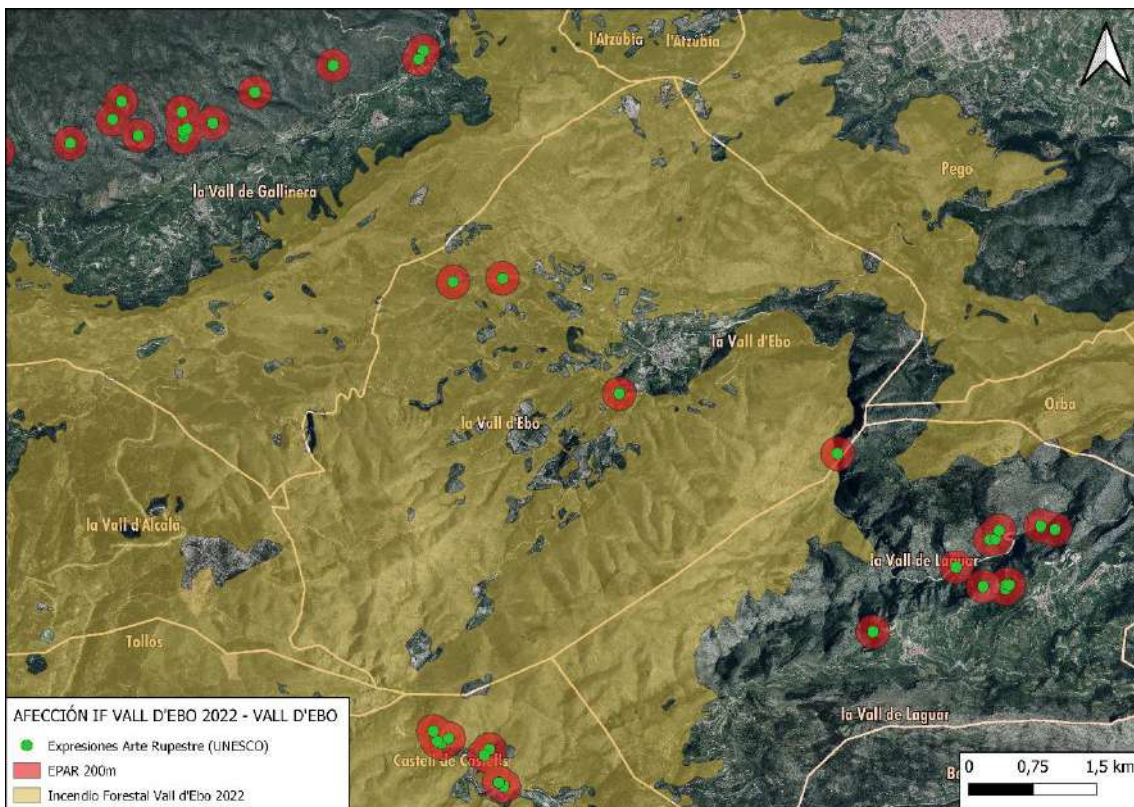 l'Atzúbia
l'Atzúbia
Pego
la Vall de Gallinera
la Vall d'Ebo
Orba
la Vall d'Ebo
la Vall d'Alcalà
la Vall de Laguar
Tollos
la Vall de Laguar
Castell de Castells
AFECCIÓN IF VALL D'EBO 2022 - VALL D'EBO
Expresiones Arte Rupestre (UNESCO)
EPAR 200m
Incendio Forestal Vall d'Ebo 2022
0 0,75 1,5 km